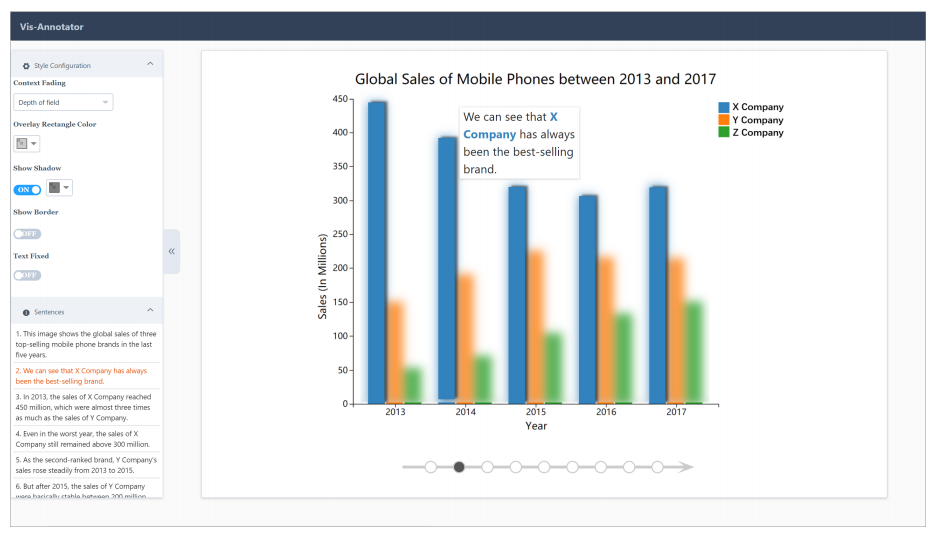 Vis-Annotator
Style Configuration
Context Fading
Depth of field
Overlay Rectangle Color
Show Shadow
ON
Show Border
OFF
Text Fixed
OFF
Sentences
1. This image shows the global sales of three
top-selling mobile phone brands in the last
five years.
2. We can see that X Company has always
been the best-selling brand.
3. In 2013, the sales of X Company reached
450 million, which were almost three times
as much as the sales of Y Company.
4. Even in the worst year, the sales of X
Company still remained above 300 million.
5. As the second-ranked brand, Y Company's
sales rose steadily from 2013 to 2015.
6. But after 2015, the sales of Y Company
were basically stable between 200 million
«
Global Sales of Mobile Phones between 2013 and 2017
We can see that X
Company has always
been the best-selling
brand.
X Company
Y Company
Z Company
Sales (In Millions)
450
400
350
300
250
200
150
100
50
0
2013 2014 2015 2016 2017
Year